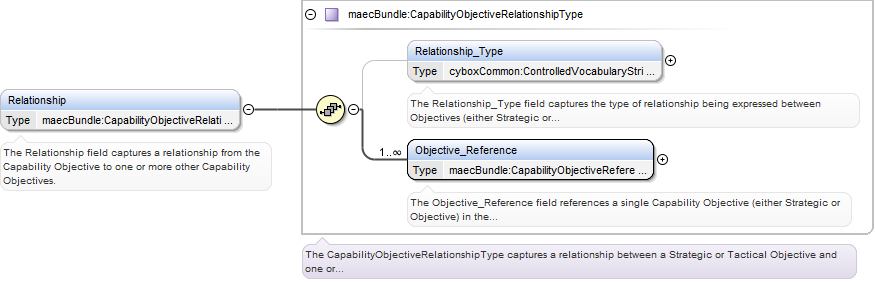 maecBundle:CapabilityObjectiveRelationshipType
Relationship_Type
Type cyboxCommon:ControlledVocabularyStri ...
The Relationship_Type field captures the type of relationship being expressed between
Objectives (either Strategic or...
Relationship
Type maecBundle:CapabilityObjectiveRelati ...
The Relationship field captures a relationship from the
Capability Objective to one or more other Capability
Objectives.
1..∞
Objective_Reference
Type maecBundle:CapabilityObjectiveRefere ...
The Objective_Reference field references a single Capability Objective (either Strategic or
Objective) in the...
The CapabilityObjectiveRelationshipType captures a relationship between a Strategic or Tactical Objective and
one or...